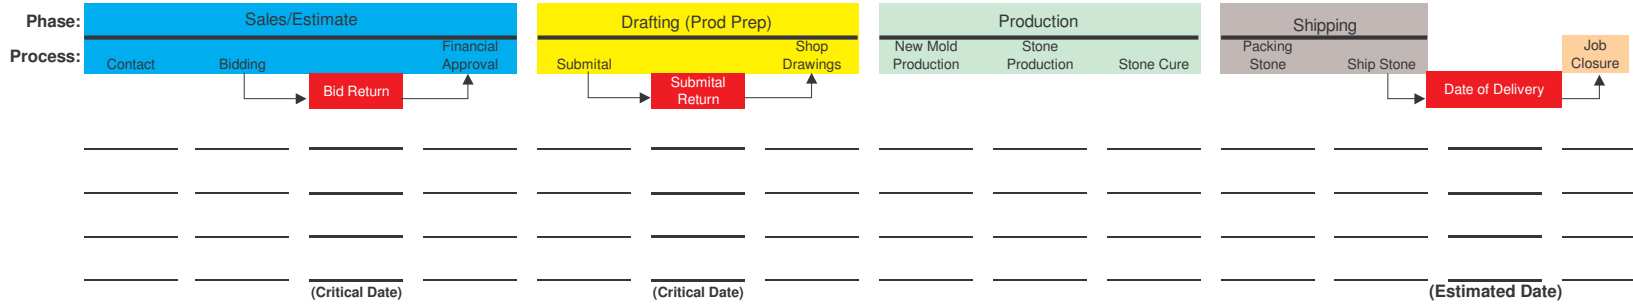 Phase:
Sales/Estimate
Drafting (Prod Prep)
Production
Shipping
Process:
Contact
Bidding
Financial
Approval
Submital
Shop
Drawings
New Mold
Production
Stone
Production
Stone Cure
Packing
Stone
Ship Stone
Job
Closure
Bid Return
Submital
Return
Date of Delivery
(Critical Date)
(Critical Date)
(Estimated Date)